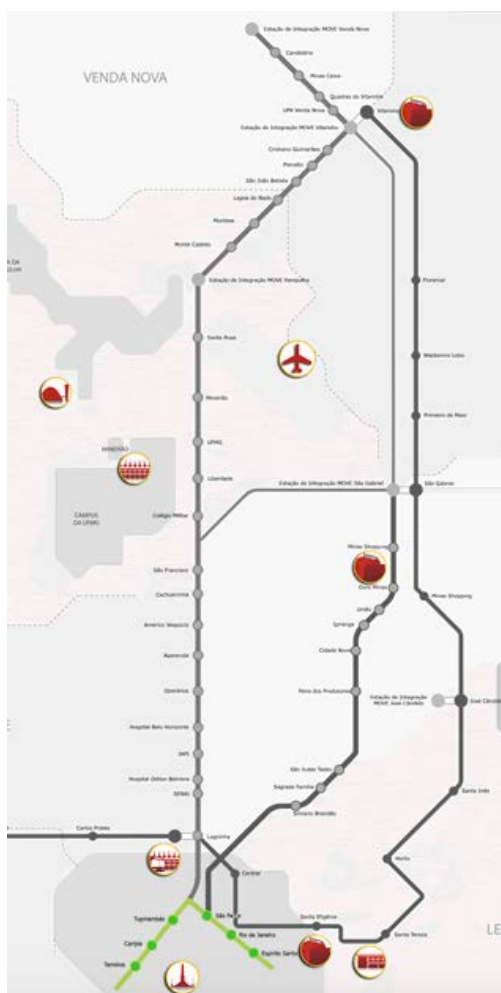 Estação de Integração MOVE Venda Nova
Candelária
VENDA NOVA
Minas Caixa
Quadras do Vilarinho
UPA Venda Nova
Vilarinho
Estação de Integração MOVE Vilarinho
Cristiano Guimarães
Planalto
São João Batista
Lagoa do Nado
Monte Castelo
Estação de Integração MOVE Pampulha
Floramar
Santa Rosa
Waldomiro Lobo
Mineirão
Primeiro de Maio
UFMG
MINEIRÃO
Liberdade
Estação de Integração MOVE São Gabriel
São Gabriel
Colégio Militar
CAMPUS
DA UFMG
Minas Shopping
São Francisco
Ouro Minas
Cachoeirinha
Minas Shopping
União
Américo Vespúcio
Ipiranga
Cidade Nova
Aparecida
Operários
Feira dos Produtores
Estação de Integração
MOVE José Cândido
José Cândido
Hospital Belo Horizonte
IAPI
São Judas Tadeu
Hospital Odilon Behrens
Sagrada Família
SENAI
Santa Inês
Silviano Brandão
Carlos Prates
Lagoinha
Horto
Central
Tupinambás
São Paulo
Santa Efigênia
Rio de Janeiro
Santa Tereza
Carijós
Espírito Santo
Tamoios
LE